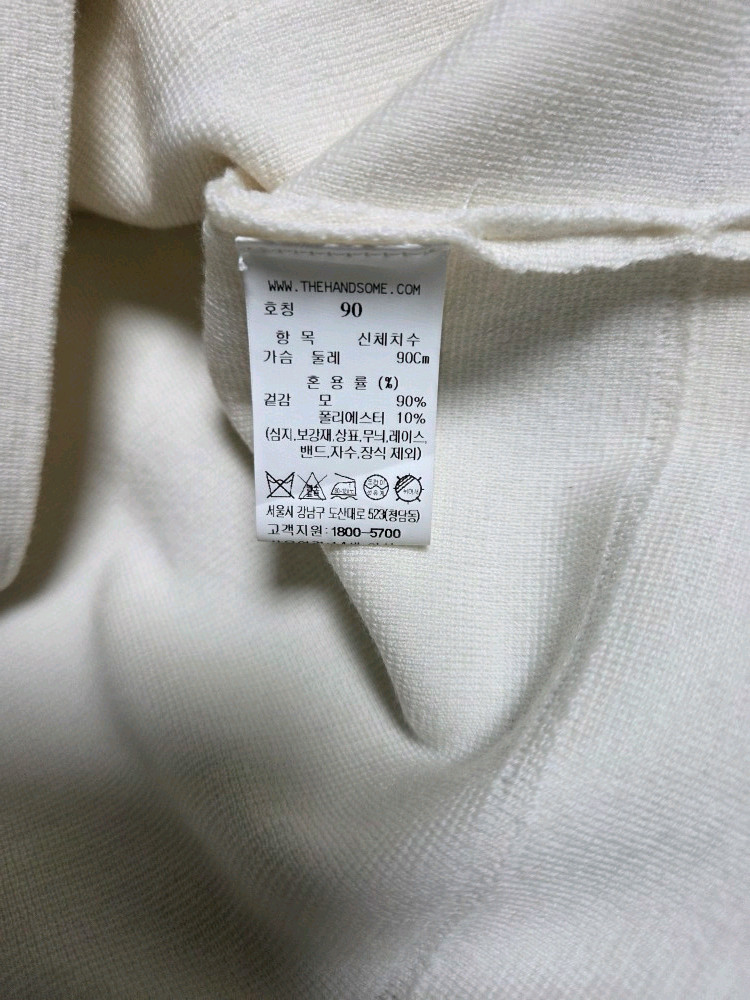 WWW.THEHANDSOME.COM
호칭 90
항 목 신체치수
가슴 둘레 90Cm
혼 용 률 (%)
겉감 모 90%
폴리에스터 10%
(심지,보강재,상표,무늬,레이스,
밴드,자수,장식 제외)
서울시 강남구 도산대로 523(청담동)
고객지원: 1800-5700